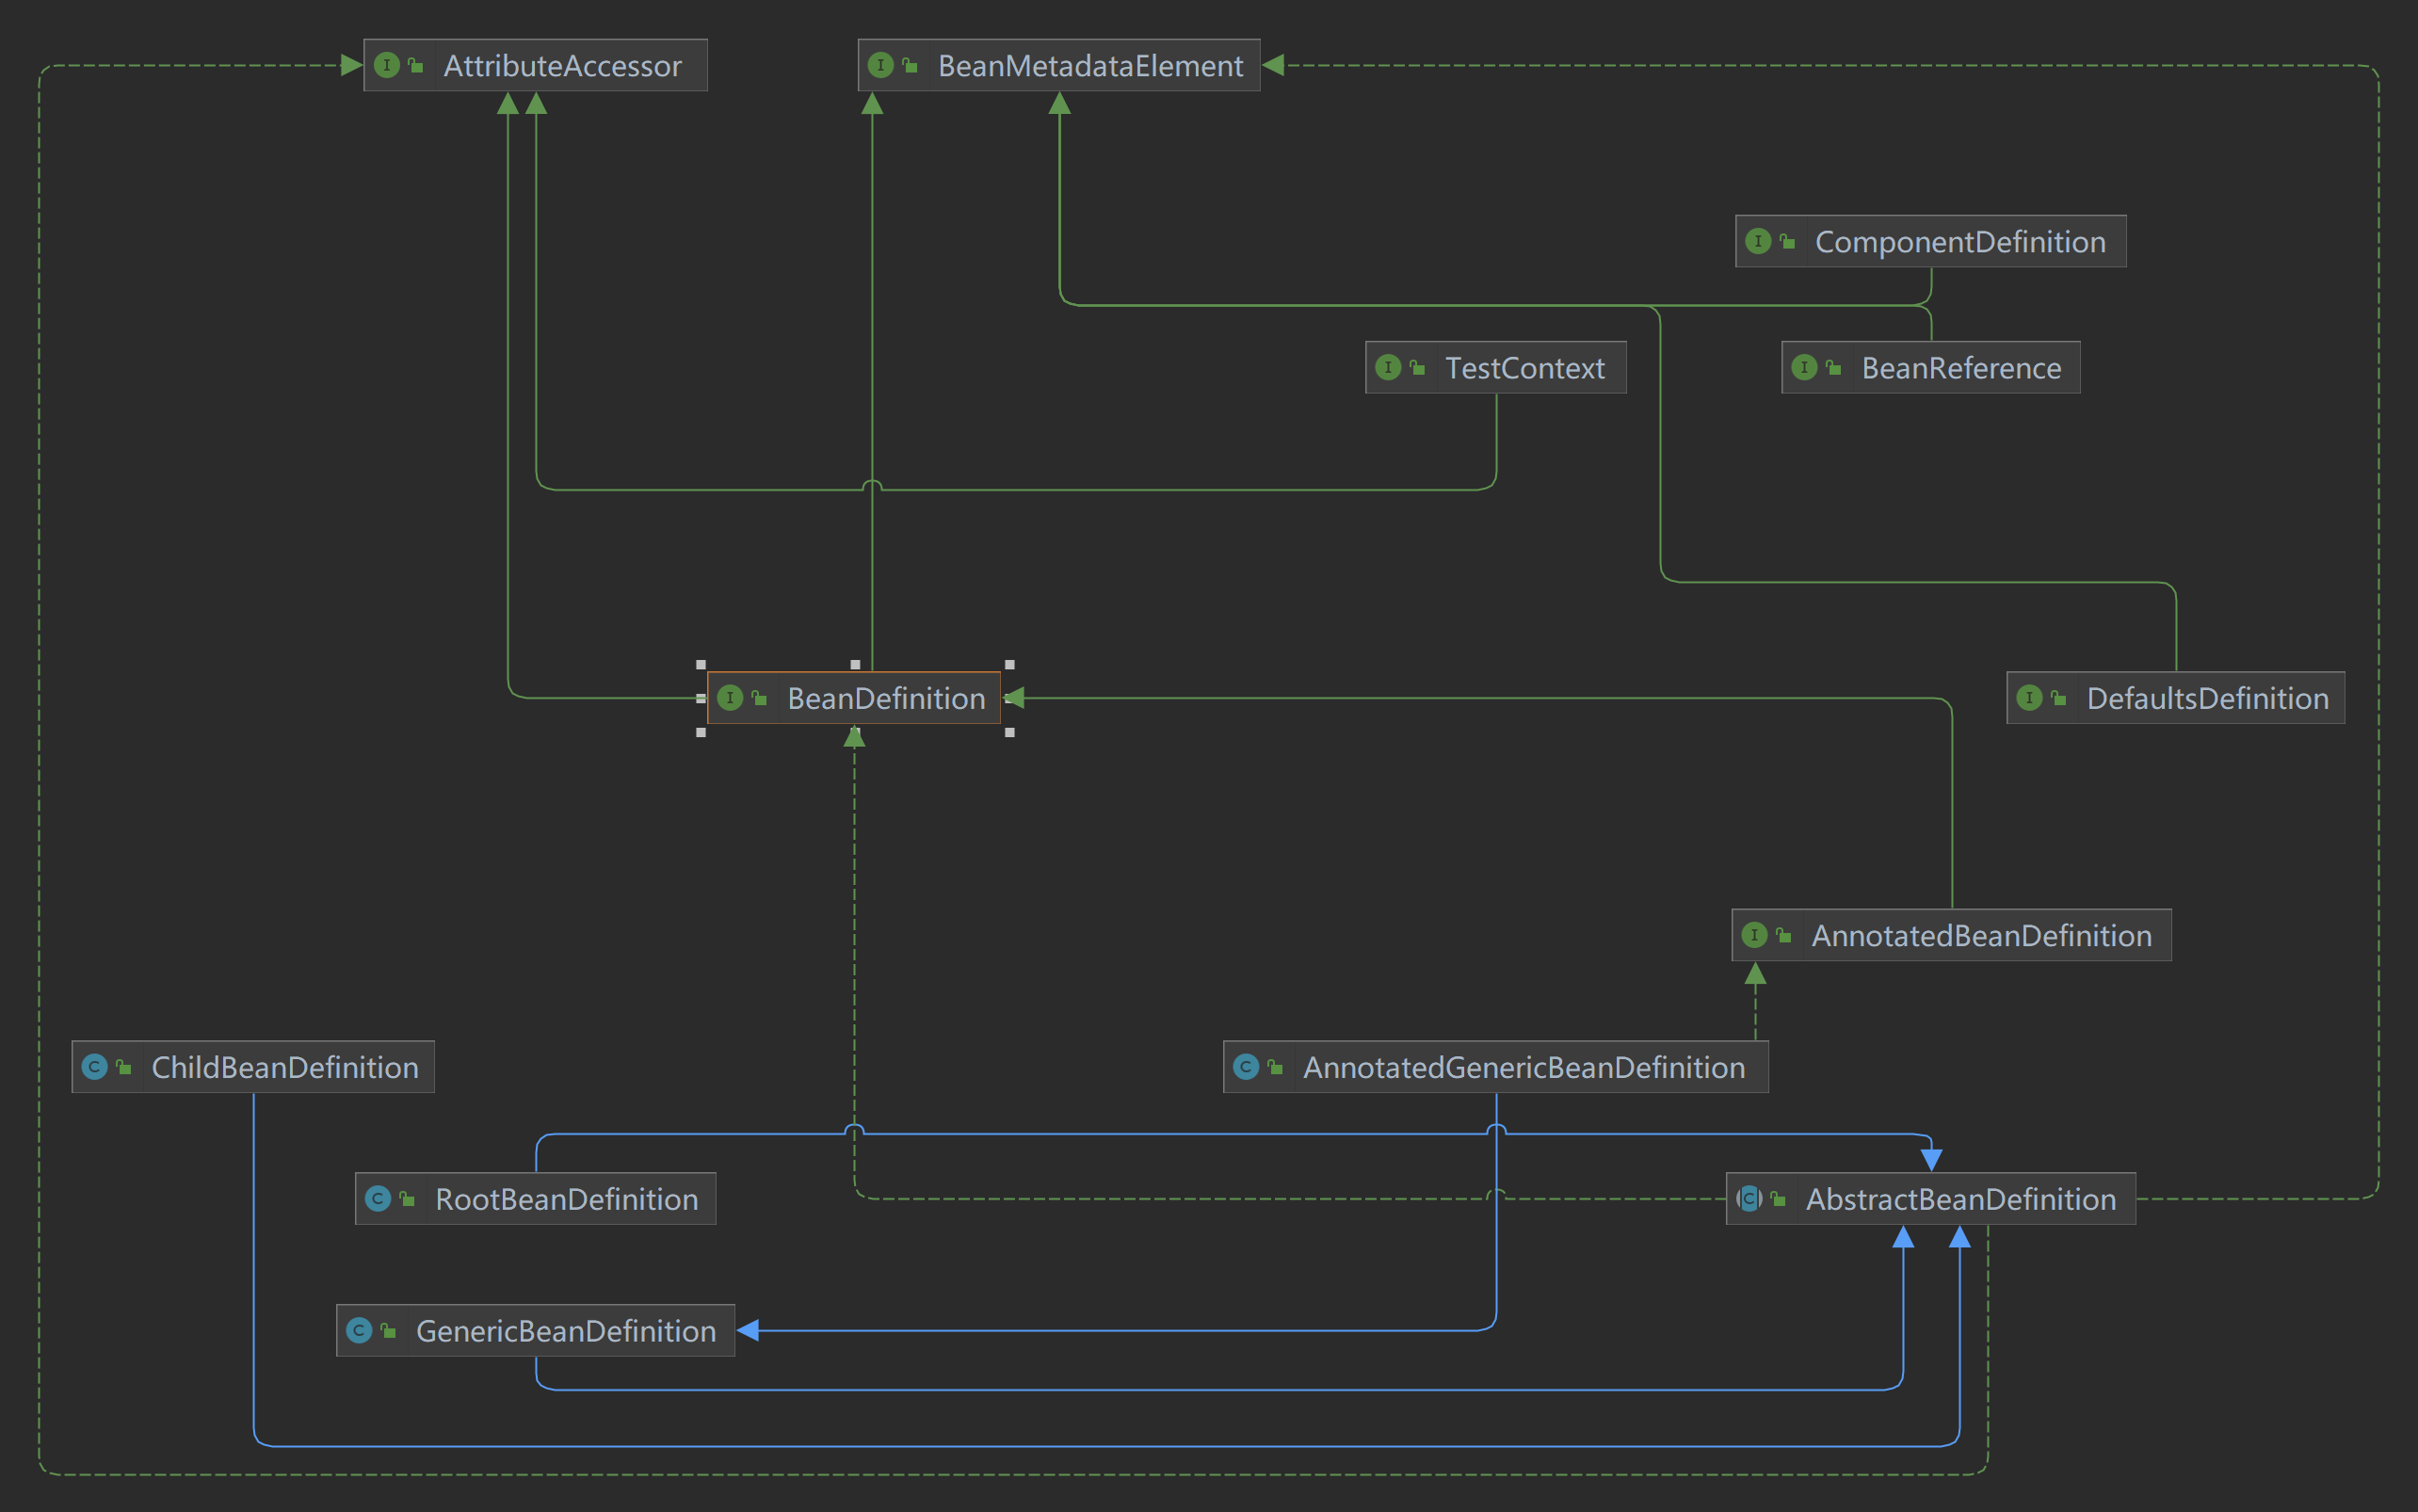 AttributeAccessor
BeanMetadataElement
ComponentDefinition
TestContext
BeanReference
BeanDefinition
DefaultsDefinition
AnnotatedBeanDefinition
ChildBeanDefinition
AnnotatedGenericBeanDefinition
RootBeanDefinition
AbstractBeanDefinition
GenericBeanDefinition